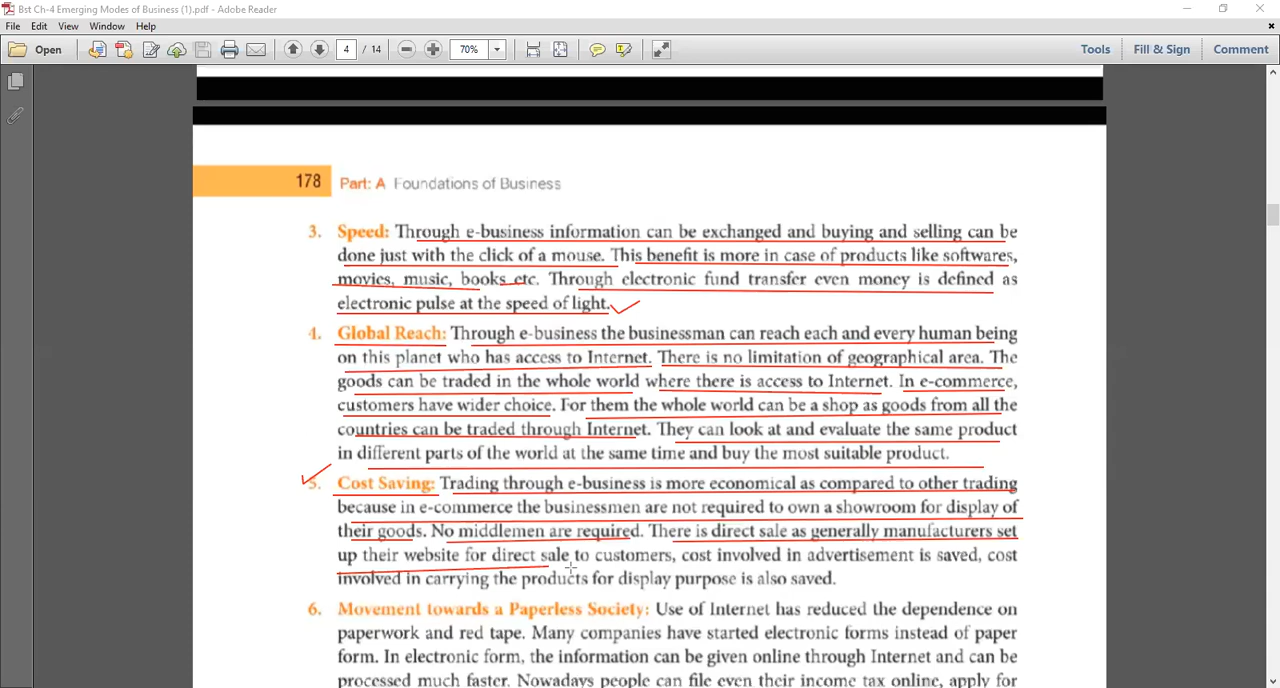 Bst Ch-4 Emerging Modes of Business (1).pdf - Adobe Reader
File Edit View Window Help
Open 4 / 14 70% Tools Fill & Sign Comment
178 Part: A Foundations of Business
3. Speed: Through e-business information can be exchanged and buying and selling can be
done just with the click of a mouse. This benefit is more in case of products like softwares,
movies, music, books etc. Through electronic fund transfer even money is defined as
electronic pulse at the speed of light.
4. Global Reach: Through e-business the businessman can reach each and every human being
on this planet who has access to Internet. There is no limitation of geographical area. The
goods can be traded in the whole world where there is access to Internet. In e-commerce,
customers have wider choice. For them the whole world can be a shop as goods from all the
countries can be traded through Internet. They can look at and evaluate the same product
in different parts of the world at the same time and buy the most suitable product.
5. Cost Saving: Trading through e-business is more economical as compared to other trading
because in e-commerce the businessmen are not required to own a showroom for display of
their goods. No middlemen are required. There is direct sale as generally manufacturers set
up their website for direct sale to customers, cost involved in advertisement is saved, cost
involved in carrying the products for display purpose is also saved.
6. Movement towards a Paperless Society: Use of Internet has reduced the dependence on
paperwork and red tape. Many companies have started electronic forms instead of paper
form. In electronic form, the information can be given online through Internet and can be
processed much faster. Nowadays people can file even their income tax online, apply for